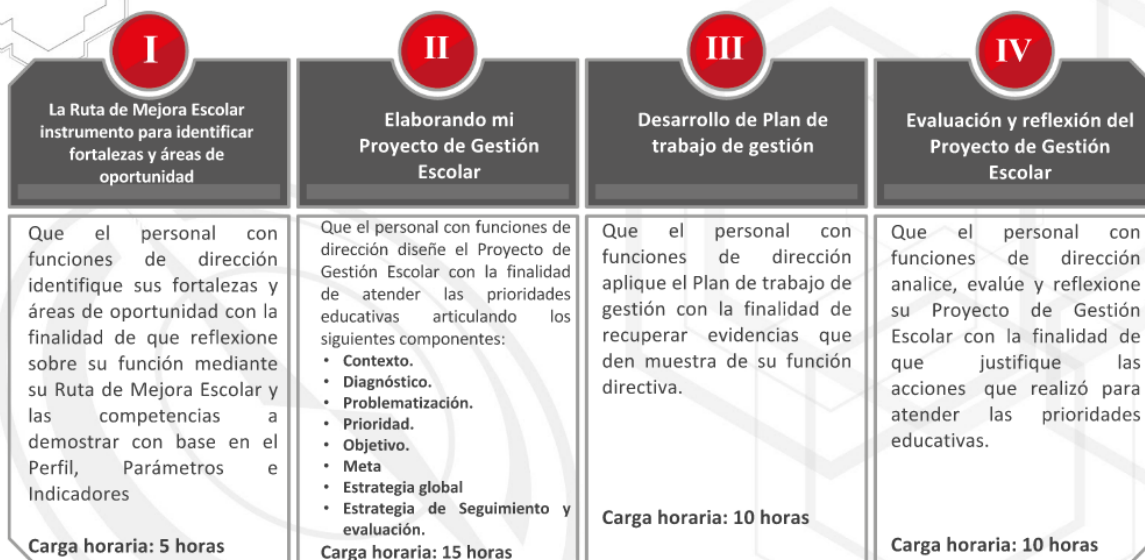 I
La Ruta de Mejora Escolar
instrumento para identificar
fortalezas y áreas de
oportunidad
Que el personal con
funciones de dirección
identifique sus fortalezas y
áreas de oportunidad con la
finalidad de que reflexione
sobre su función mediante
su Ruta de Mejora Escolar y
las competencias a
demostrar con base en el
Perfil, Parámetros e
Indicadores
Carga horaria: 5 horas
II
Elaborando mi
Proyecto de Gestión
Escolar
Que el personal con funciones de
dirección diseñe el Proyecto de
Gestión Escolar con la finalidad
de atender las prioridades
educativas articulando los
siguientes componentes:
• Contexto.
• Diagnóstico.
• Problematización.
• Prioridad.
• Objetivo.
• Meta
• Estrategia global
• Estrategia de Seguimiento y
evaluación.
Carga horaria: 15 horas
III
Desarrollo de Plan de
trabajo de gestión
Que el personal con
funciones de dirección
aplique el Plan de trabajo de
gestión con la finalidad de
recuperar evidencias que
den muestra de su función
directiva.
Carga horaria: 10 horas
IV
Evaluación y reflexión del
Proyecto de Gestión
Escolar
Que el personal con
funciones de dirección
analice, evalúe y reflexione
su Proyecto de Gestión
Escolar con la finalidad de
que justifique las
acciones que realizó para
atender las prioridades
educativas.
Carga horaria: 10 horas